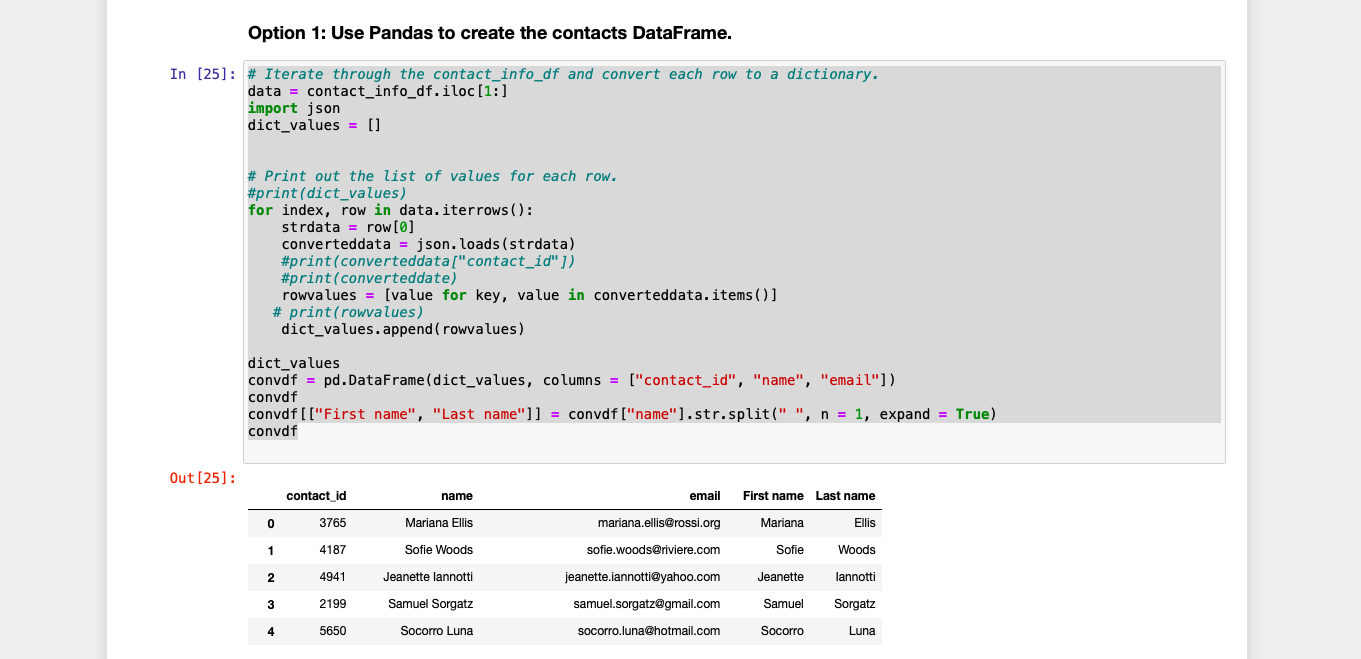 Option 1: Use Pandas to create the contacts DataFrame.
In [25]:
# Iterate through the contact_info_df and convert each row to a dictionary.
data = contact_info_df.iloc[1:]
import json
dict_values = []
# Print out the list of values for each row.
#print(dict_values)
for index, row in data.iterrows():
    strdata = row[0]
    converteddata = json.loads(strdata)
    #print(converteddata["contact_id"])
    #print(converteddate)
    rowvalues = [value for key, value in converteddata.items()]
   # print(rowvalues)
    dict_values.append(rowvalues)
dict_values
convdf = pd.DataFrame(dict_values, columns = ["contact_id", "name", "email"])
convdf
convdf[["First name", "Last name"]] = convdf["name"].str.split(" ", n = 1, expand = True)
convdf
Out[25]:
contact_id name email First name Last name
0 3765 Mariana Ellis mariana.ellis@rossi.org Mariana Ellis
1 4187 Sofie Woods sofie.woods@riviere.com Sofie Woods
2 4941 Jeanette Iannotti jeanette.iannotti@yahoo.com Jeanette Iannotti
3 2199 Samuel Sorgatz samuel.sorgatz@gmail.com Samuel Sorgatz
4 5650 Socorro Luna socorro.luna@hotmail.com Socorro Luna